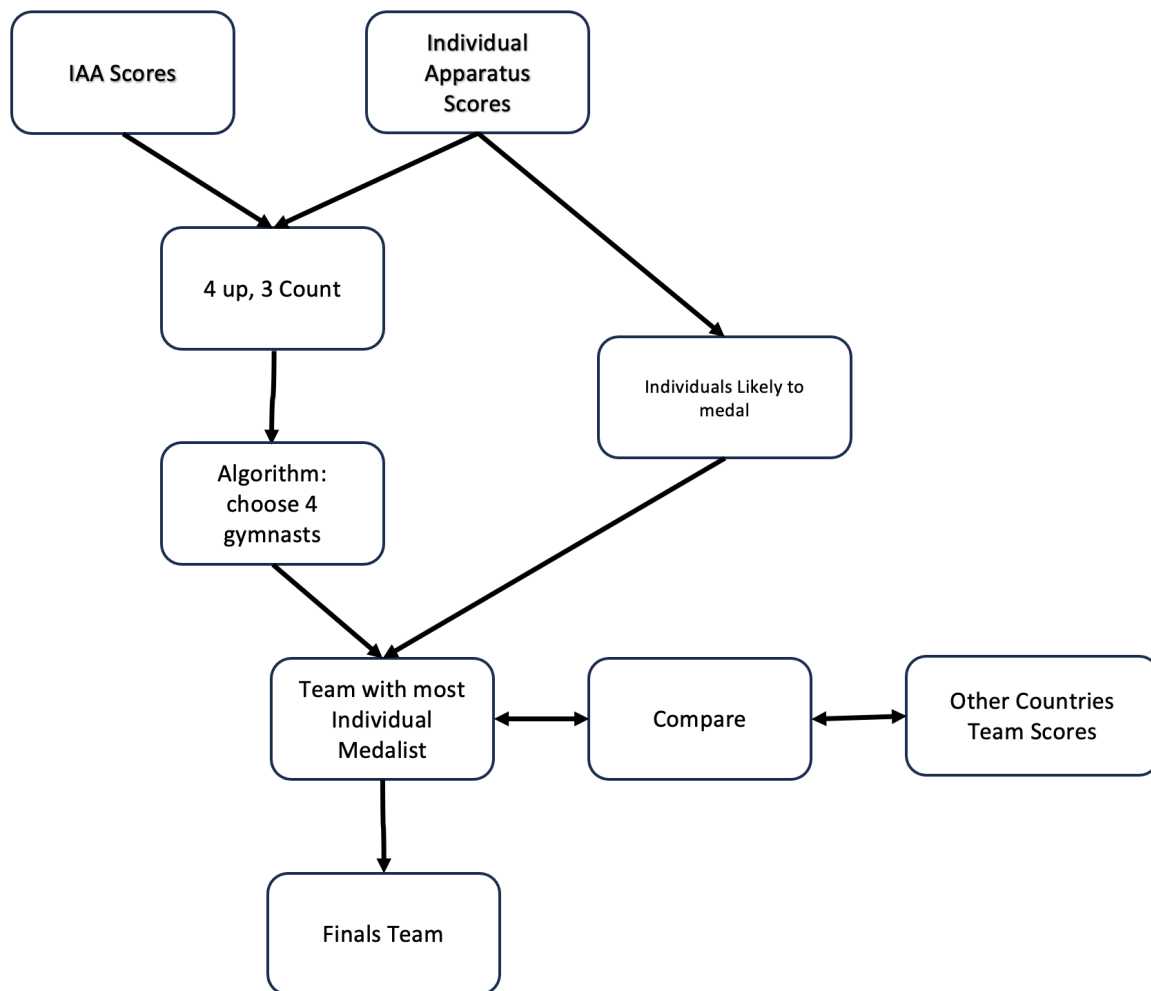 IAA Scores
Individual
Apparatus
Scores
4 up, 3 Count
Individuals Likely to
medal
Algorithm:
choose 4
gymnasts
Team with most
Individual
Medalist
Compare
Other Countries
Team Scores
Finals Team